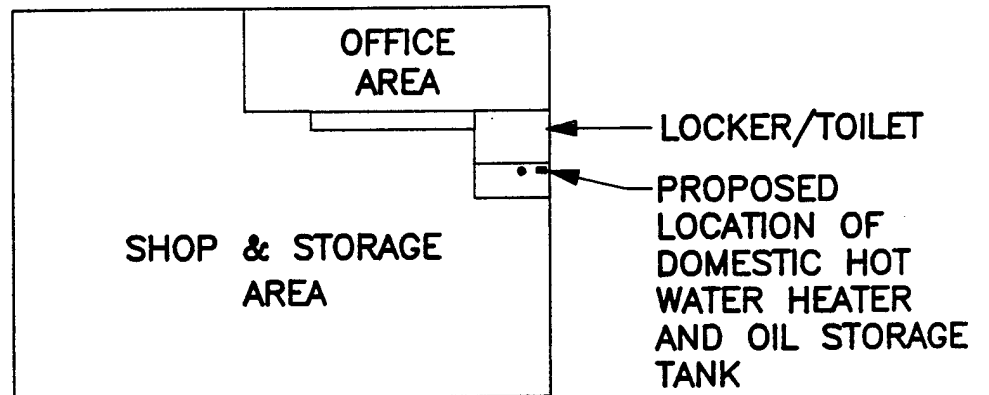 OFFICE
AREA
LOCKER/TOILET
PROPOSED
LOCATION OF
DOMESTIC HOT
WATER HEATER
AND OIL STORAGE
TANK
SHOP & STORAGE
AREA